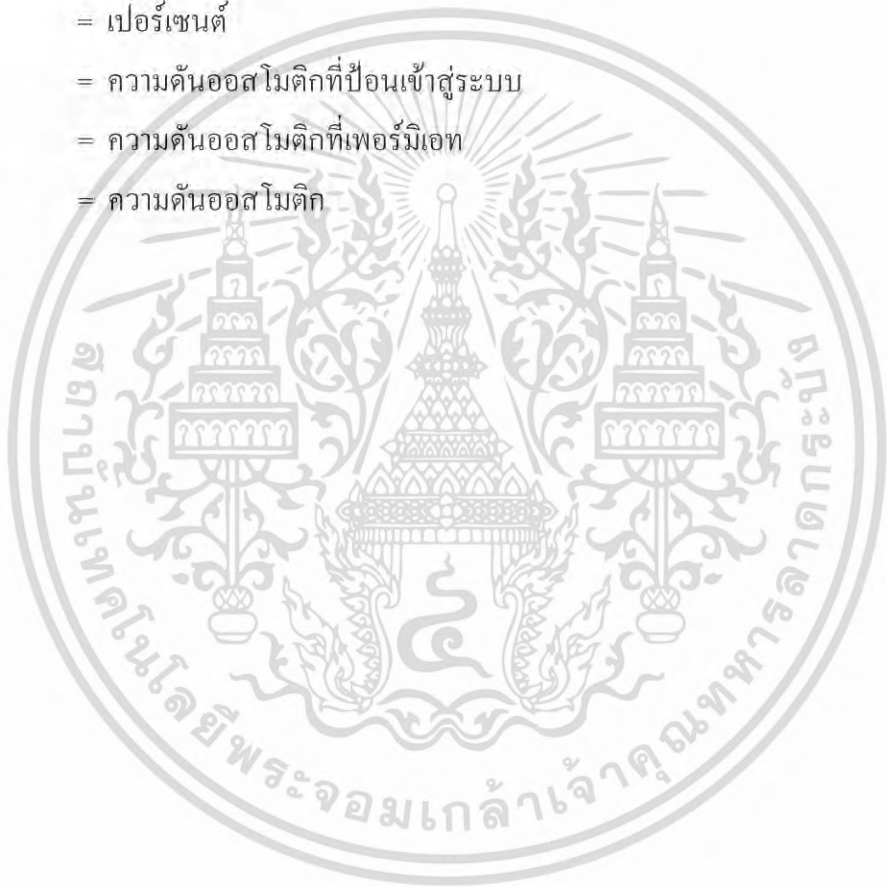 = เปอร์เซนต์
= ความดันออสโมติกที่ป้อนเข้าสู่ระบบ
= ความดันออสโมติกที่เพอร์มิเอท
= ความดันออสโมติก
สถาบันเทคโนโลยีพระจอมเกล้าเจ้าคุณทหารลาดกระบัง
๔